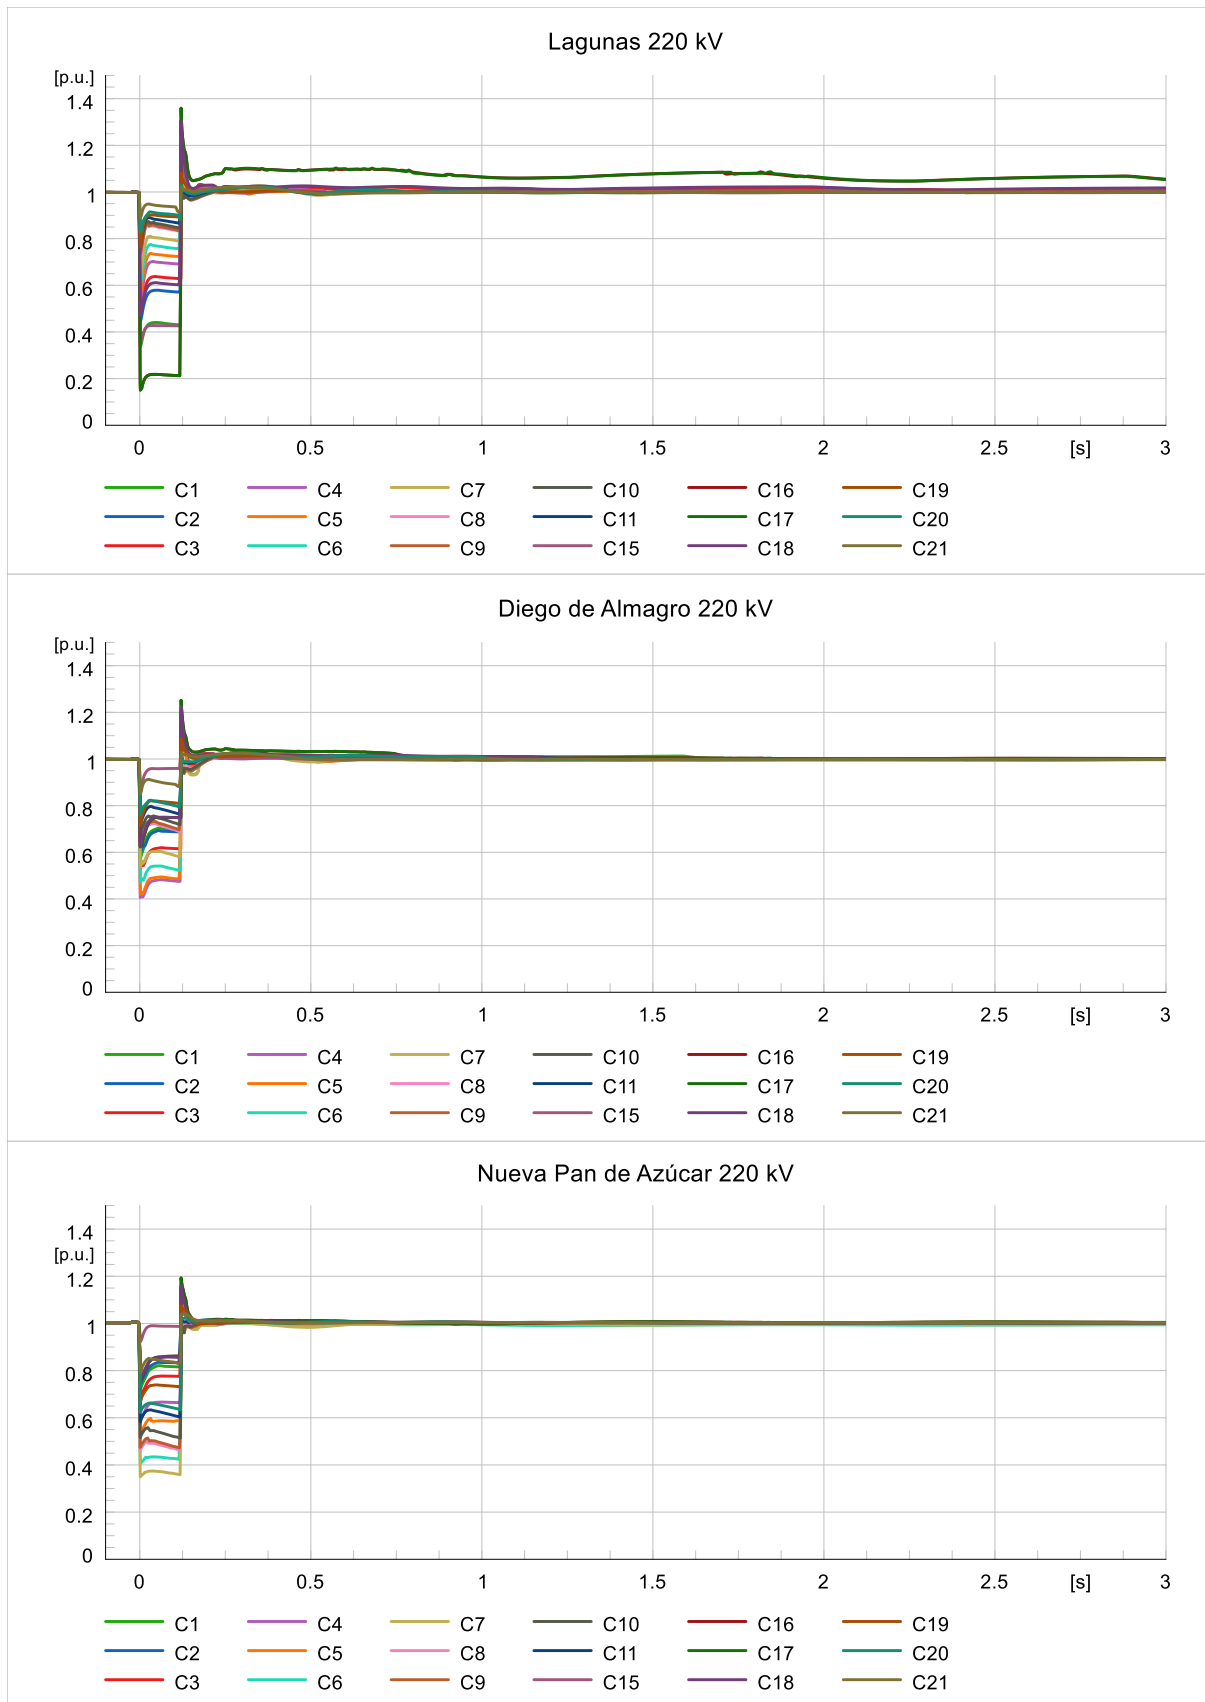 Lagunas 220 kV
[p.u.]
1.4
1.2
1
0.8
0.6
0.4
0.2
0
0 0.5 1 1.5 2 2.5 [s] 3
C1 C4 C7 C10 C16 C19
C2 C5 C8 C11 C17 C20
C3 C6 C9 C15 C18 C21
Diego de Almagro 220 kV
[p.u.]
1.4
1.2
1
0.8
0.6
0.4
0.2
0
0 0.5 1 1.5 2 2.5 [s] 3
C1 C4 C7 C10 C16 C19
C2 C5 C8 C11 C17 C20
C3 C6 C9 C15 C18 C21
Nueva Pan de Azúcar 220 kV
1.4
[p.u.]
1.2
1
0.8
0.6
0.4
0.2
0
0 0.5 1 1.5 2 2.5 [s] 3
C1 C4 C7 C10 C16 C19
C2 C5 C8 C11 C17 C20
C3 C6 C9 C15 C18 C21